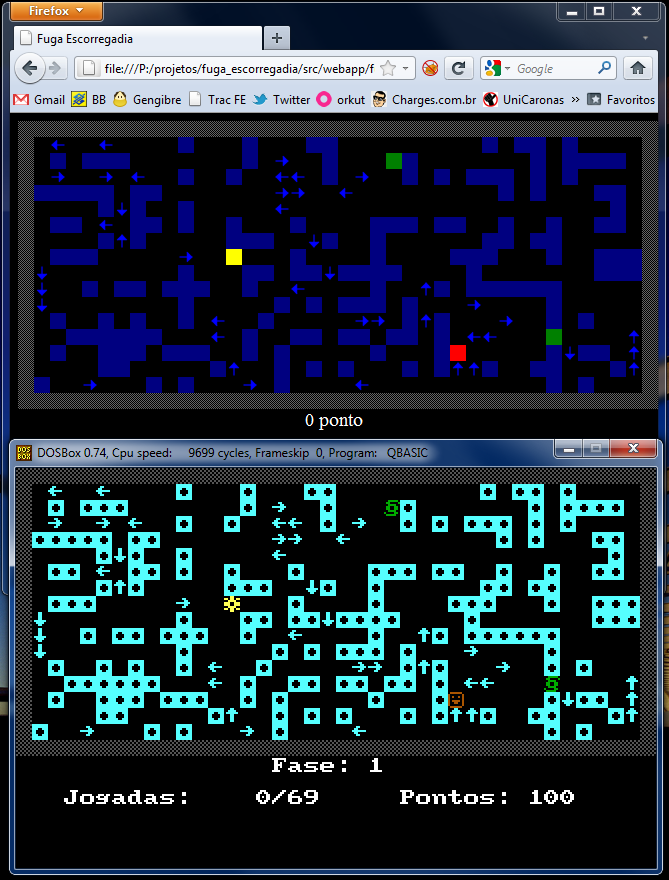 Firefox
Fuga Escorregadia
file:///P:/projetos/fuga_escorregadia/src/webapp/f
Google
Gmail BB Gengibre Trac FE Twitter orkut Charges.com.br UniCaronas » Favoritos
0 ponto
DOS BOX DOSBox 0.74, Cpu speed: 9699 cycles, Frameskip 0, Program: QBASIC
Fase: 1
Jogadas: 0/69 Pontos: 100